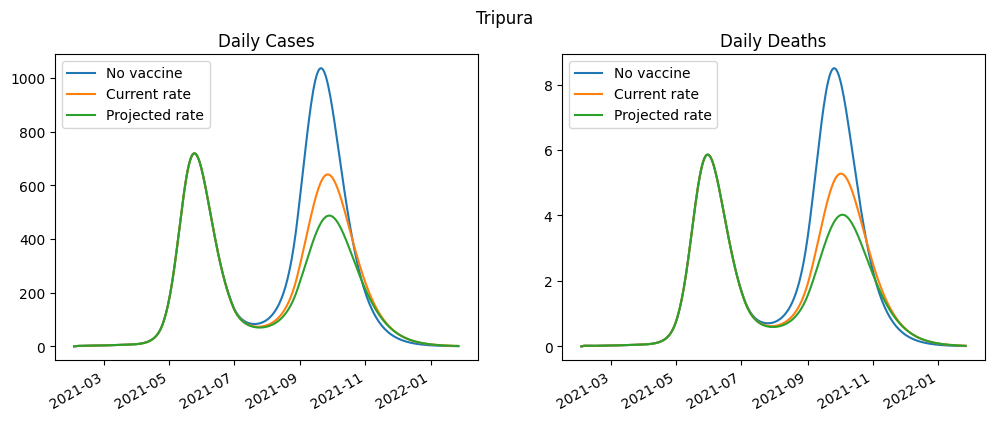 Tripura
Daily Cases
No vaccine
Current rate
Projected rate
1000
800
600
400
200
0
2021-03
2021-05
2021-07
2021-09
2021-11
2022-01
Daily Deaths
No vaccine
Current rate
Projected rate
8
6
4
2
0
2021-03
2021-05
2021-07
2021-09
2021-11
2022-01